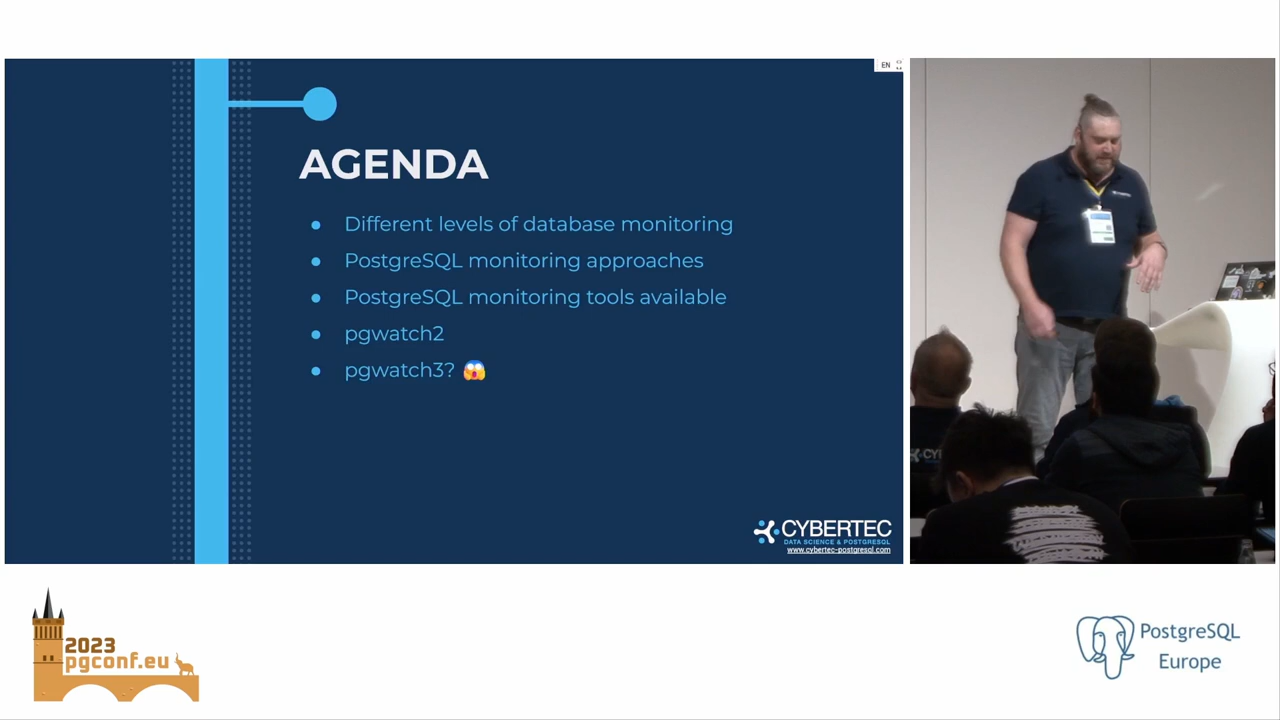 EN
AGENDA
● Different levels of database monitoring
● PostgreSQL monitoring approaches
● PostgreSQL monitoring tools available
● pgwatch2
● pgwatch3? 😱
CYBERTEC
DATA SCIENCE & POSTGRESQL
www.cybertec-postgresql.com
2023
pgconf.eu
PostgreSQL
Europe